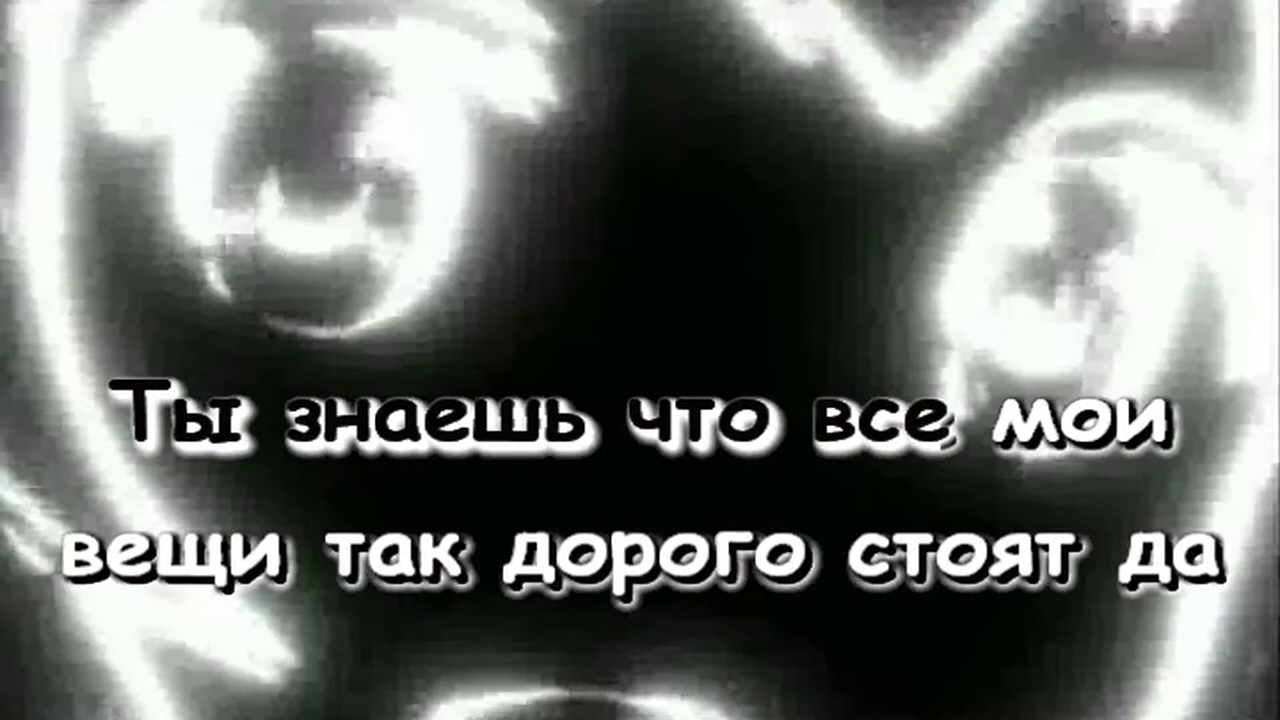 Ты знаешь что все мои
вещи так дорого стоят да